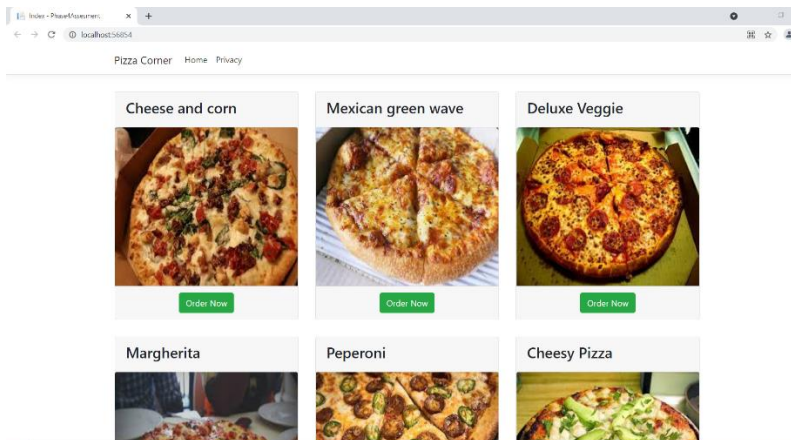 Index - Phase4Assesment
localhost:56854
Pizza Corner Home Privacy
Cheese and corn
Mexican green wave
Deluxe Veggie
Order Now
Order Now
Order Now
Margherita
Peperoni
Cheesy Pizza